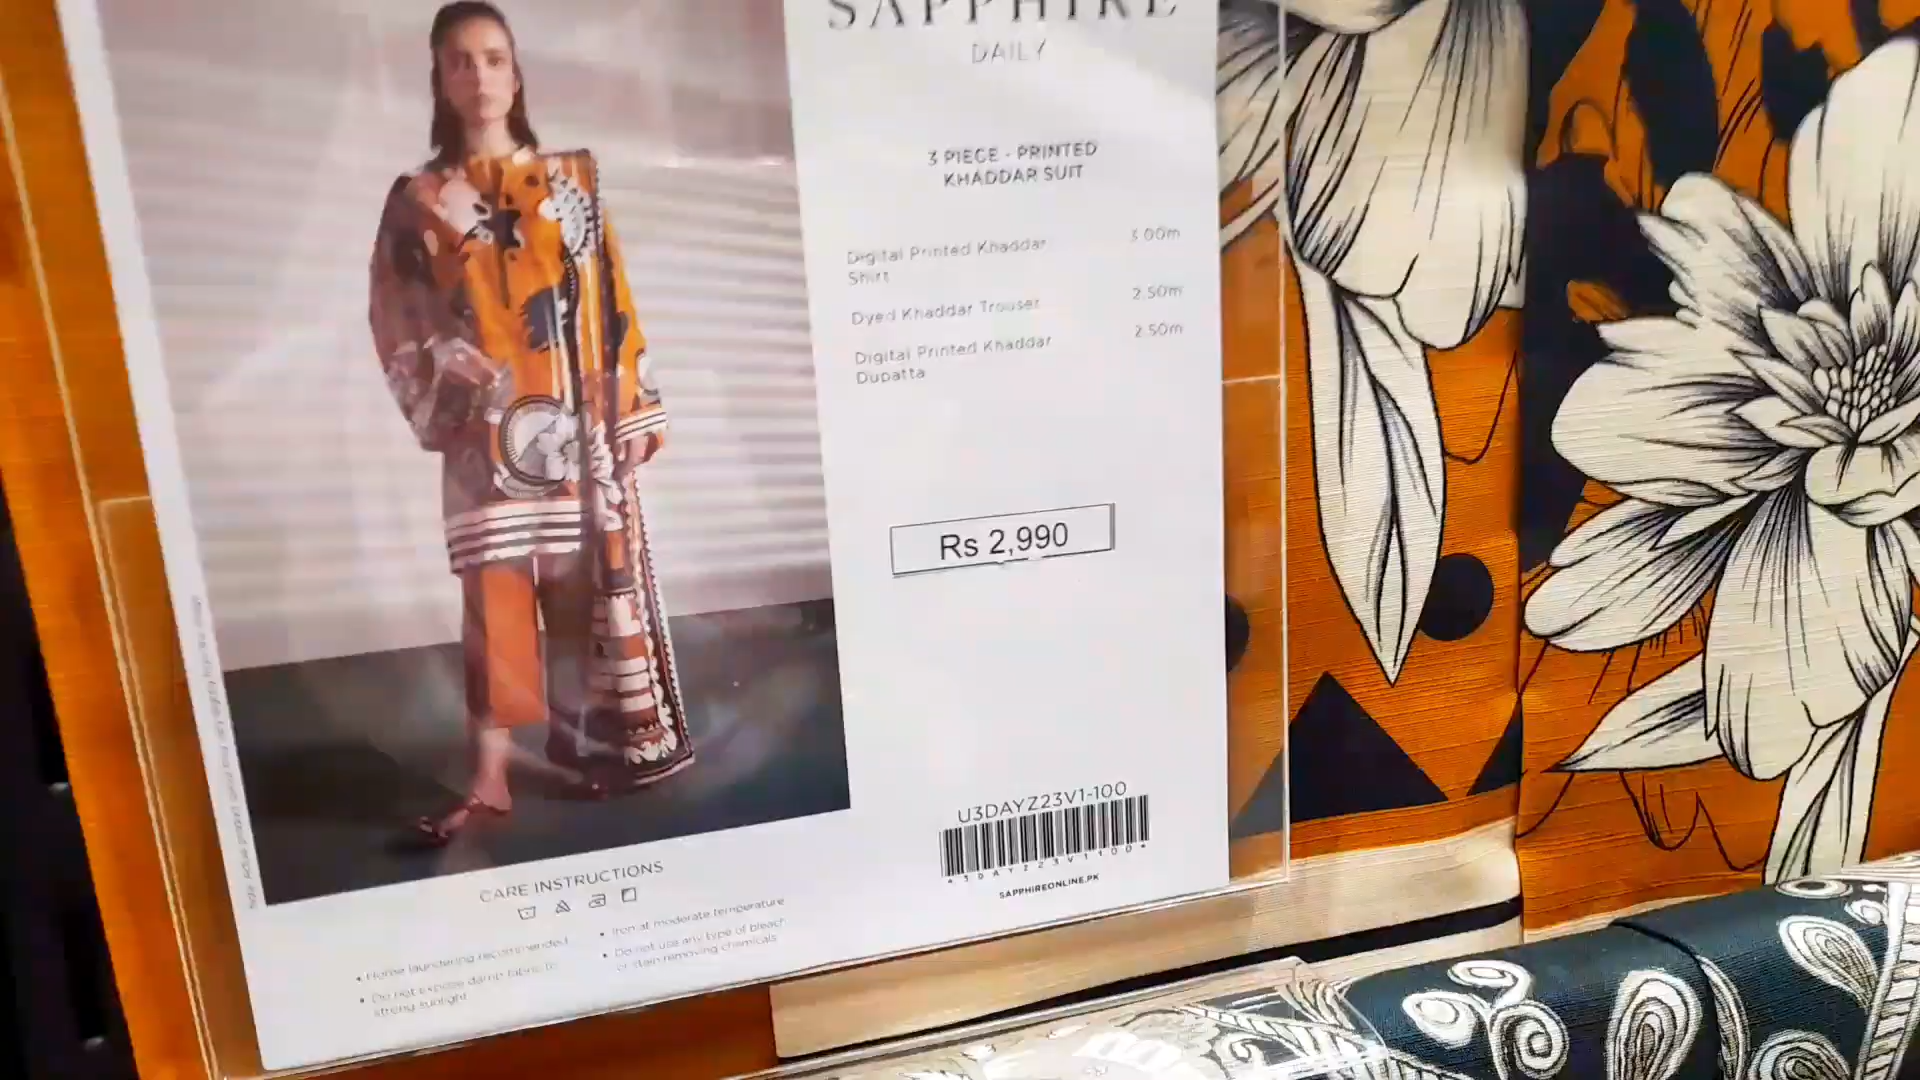 SAPPHIRE
DAILY
3 PIECE - PRINTED
KHADDAR SUIT
Digital Printed Khaddar 3.00m
Shirt
Dyed Khaddar Trouser 2.50m
Digital Printed Khaddar 2.50m
Dupatta
Rs 2,990
U3DAYZ23V1-100
SAPPHIREONLINE.PK
CARE INSTRUCTIONS
• Home laundering recommended
• Do not expose damp fabric to
strong sunlight
• Iron at moderate temperature
• Do not use any type of bleach
or stain removing chemicals